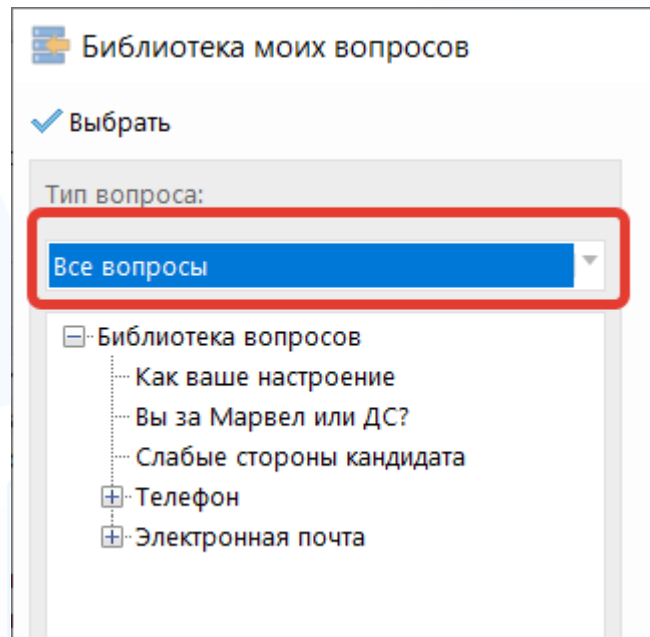 Библиотека моих вопросов
Выбрать
Тип вопроса:
Все вопросы
Библиотека вопросов
Как ваше настроение
Вы за Марвел или ДС?
Слабые стороны кандидата
Телефон
Электронная почта